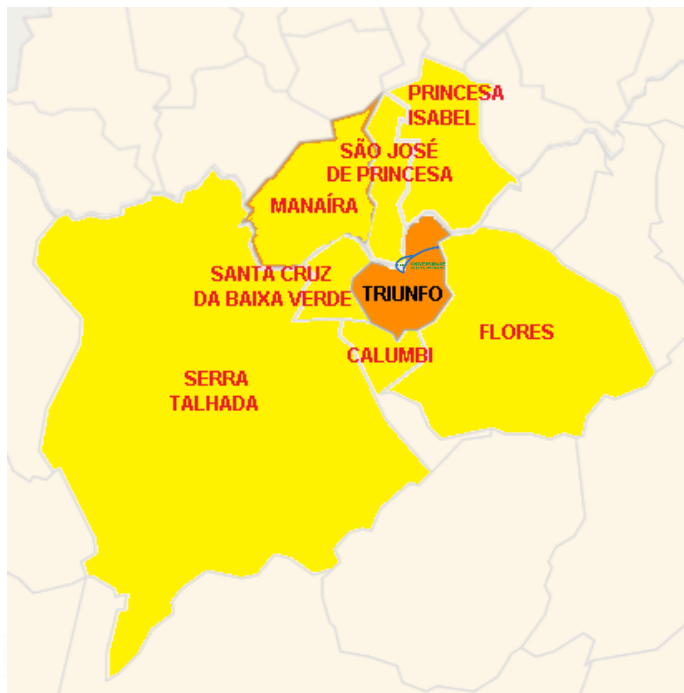 PRINCESA
ISABEL
SÃO JOSÉ
DE PRINCESA
MANAÍRA
SANTA CRUZ
DA BAIXA VERDE
TRIUNFO
FLORES
CALUMBI
SERRA
TALHADA